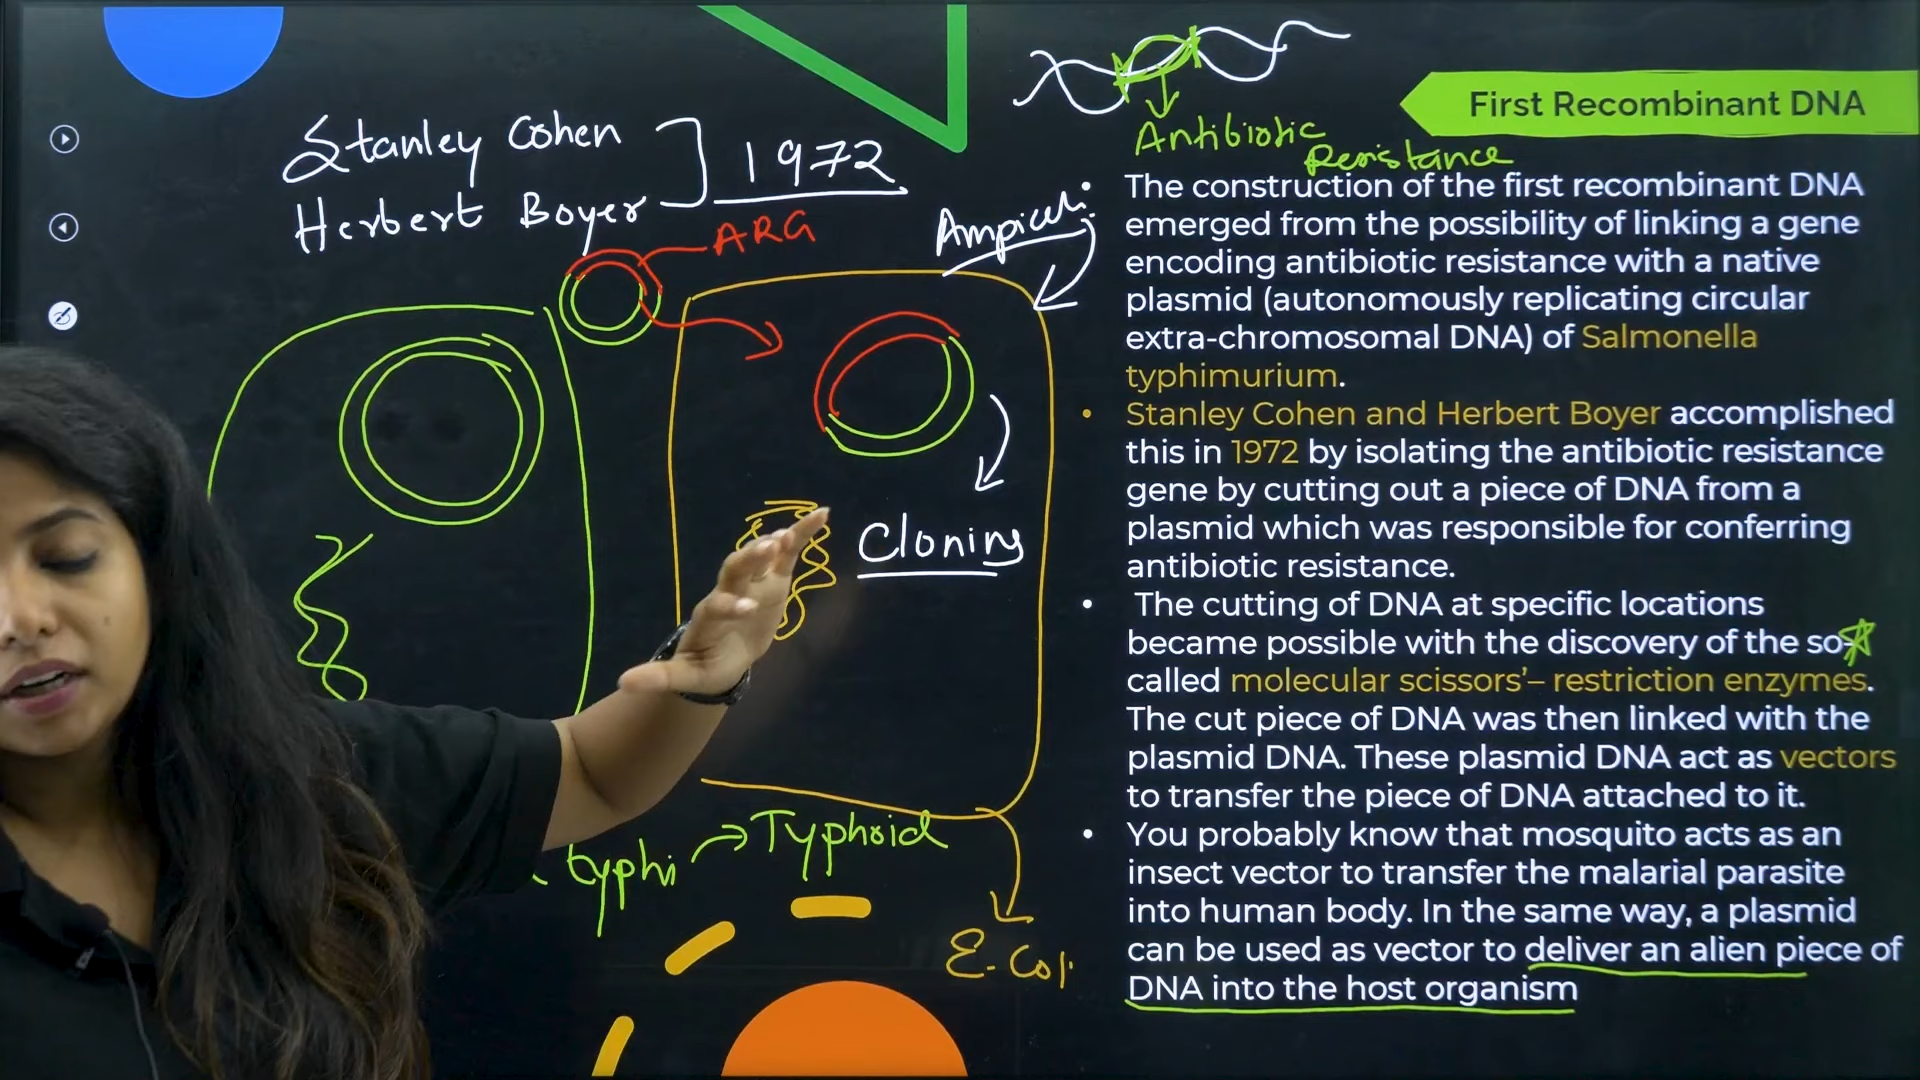 Stanley Cohen
Herbert Boyer
1972
ARG
Cloning
typhi → Typhoid
E. Coli
Antibiotic
Resistance
First Recombinant DNA
• The construction of the first recombinant DNA
emerged from the possibility of linking a gene
encoding antibiotic resistance with a native
plasmid (autonomously replicating circular
extra-chromosomal DNA) of Salmonella
typhimurium.
• Stanley Cohen and Herbert Boyer accomplished
this in 1972 by isolating the antibiotic resistance
gene by cutting out a piece of DNA from a
plasmid which was responsible for conferring
antibiotic resistance.
• The cutting of DNA at specific locations
became possible with the discovery of the so-
called molecular scissors’– restriction enzymes.
The cut piece of DNA was then linked with the
plasmid DNA. These plasmid DNA act as vectors
to transfer the piece of DNA attached to it.
• You probably know that mosquito acts as an
insect vector to transfer the malarial parasite
into human body. In the same way, a plasmid
can be used as vector to deliver an alien piece of
DNA into the host organism